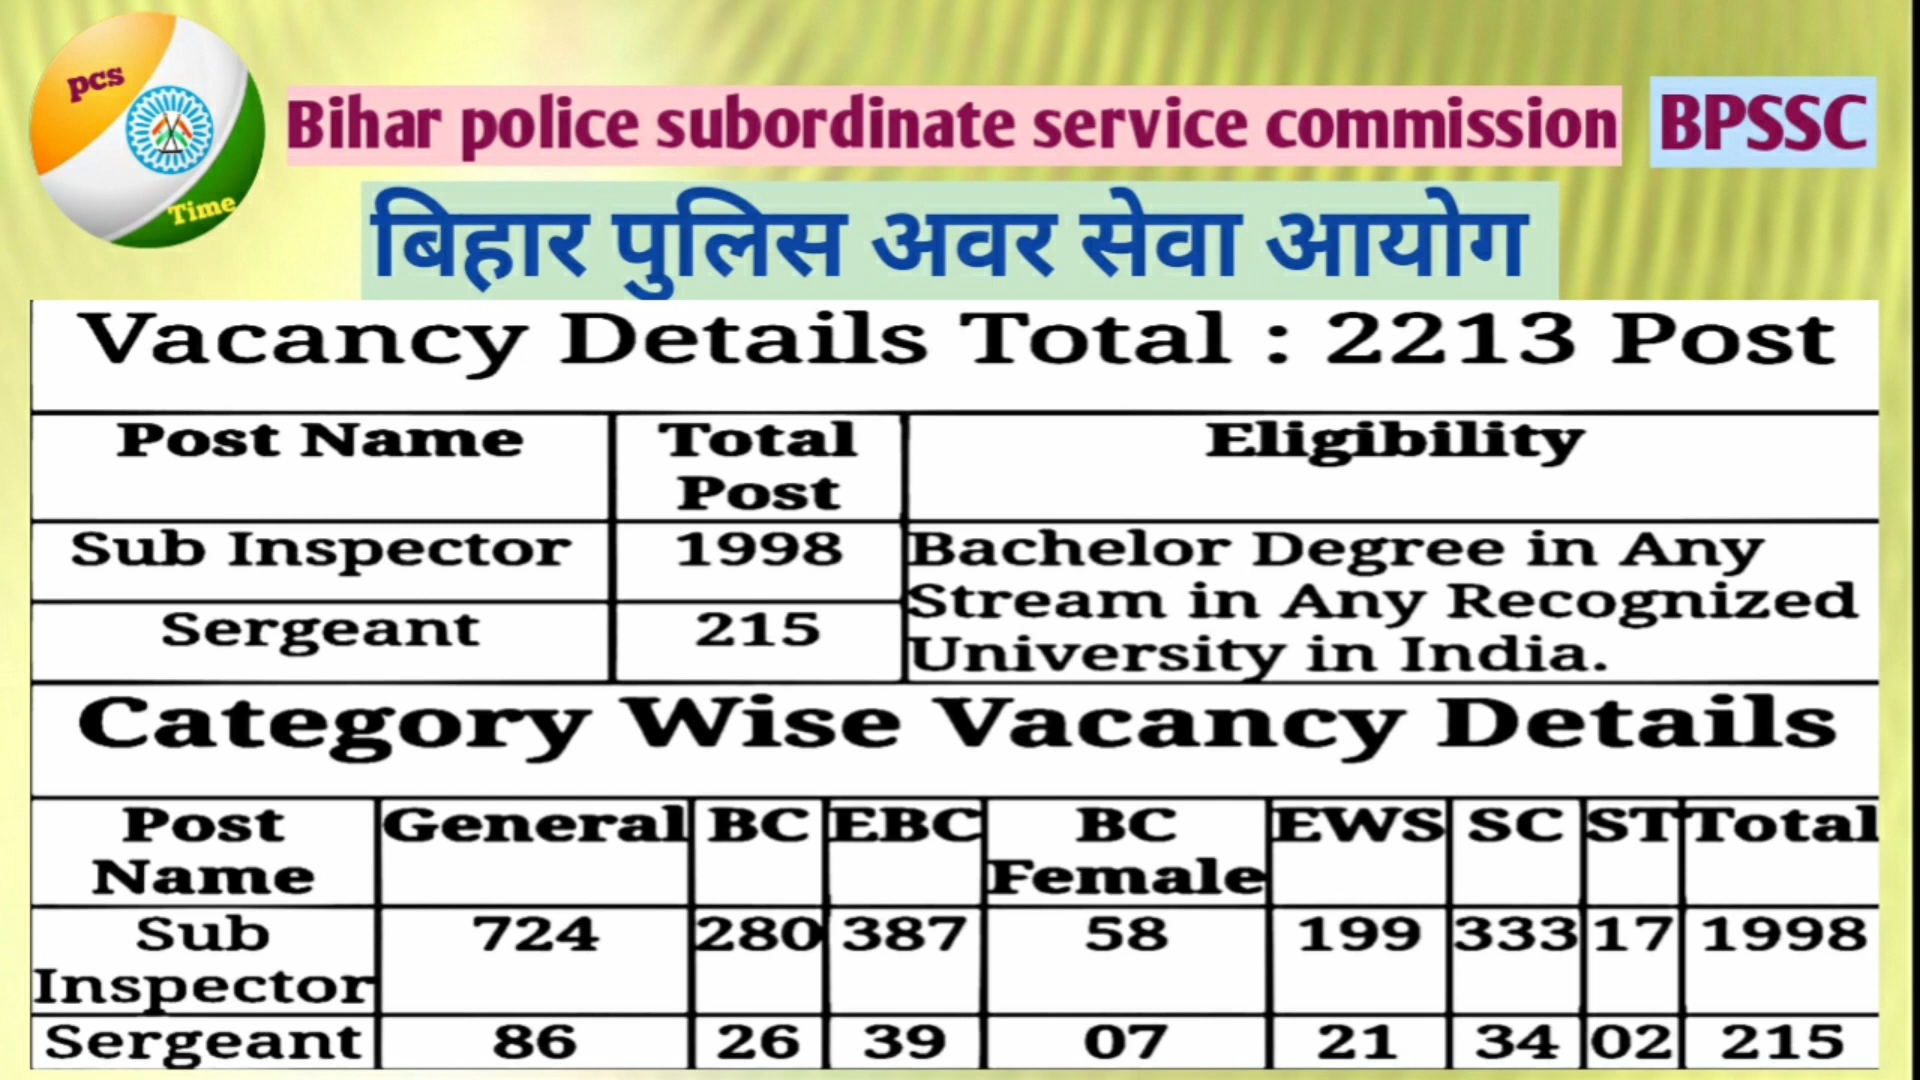 pcs
Time
Bihar police subordinate service commission BPSSC
बिहार पुलिस अवर सेवा आयोग
Vacancy Details Total : 2213 Post
Post Name Total Post Eligibility
Sub Inspector 1998 Bachelor Degree in Any
Stream in Any Recognized
University in India.
Sergeant 215
Category Wise Vacancy Details
Post Name General BC EBC BC Female EWS SC ST Total
Sub Inspector 724 280 387 58 199 333 17 1998
Sergeant 86 26 39 07 21 34 02 215